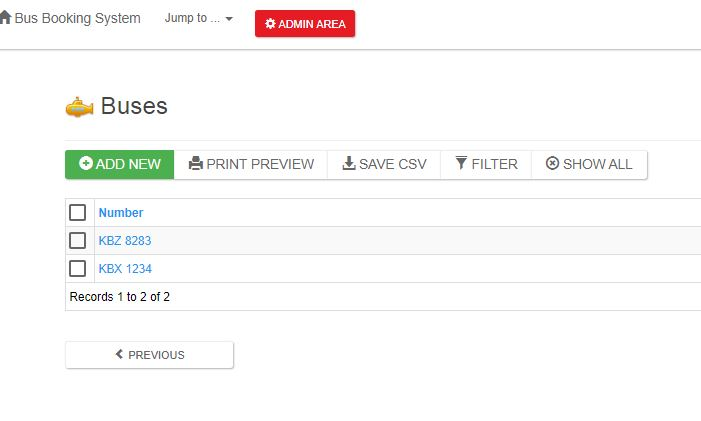 Bus Booking System Jump to ... ADMIN AREA
Buses
ADD NEW PRINT PREVIEW SAVE CSV FILTER SHOW ALL
Number
KBZ 8283
KBX 1234
Records 1 to 2 of 2
PREVIOUS